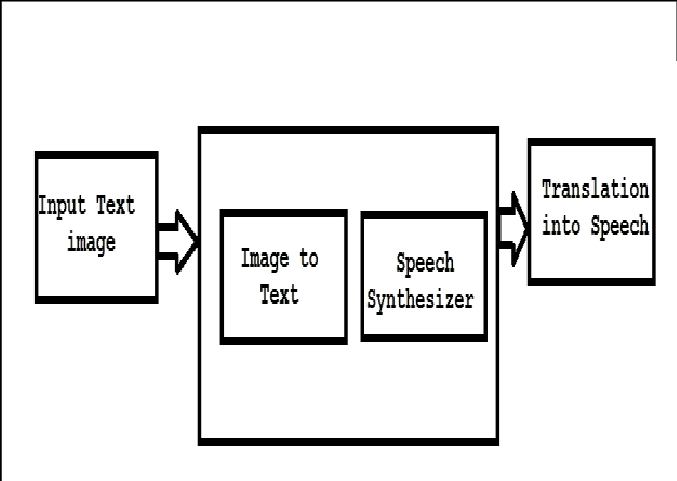 Input Text
image
Image to
Text
Speech
Synthesizer
Translation
into Speech